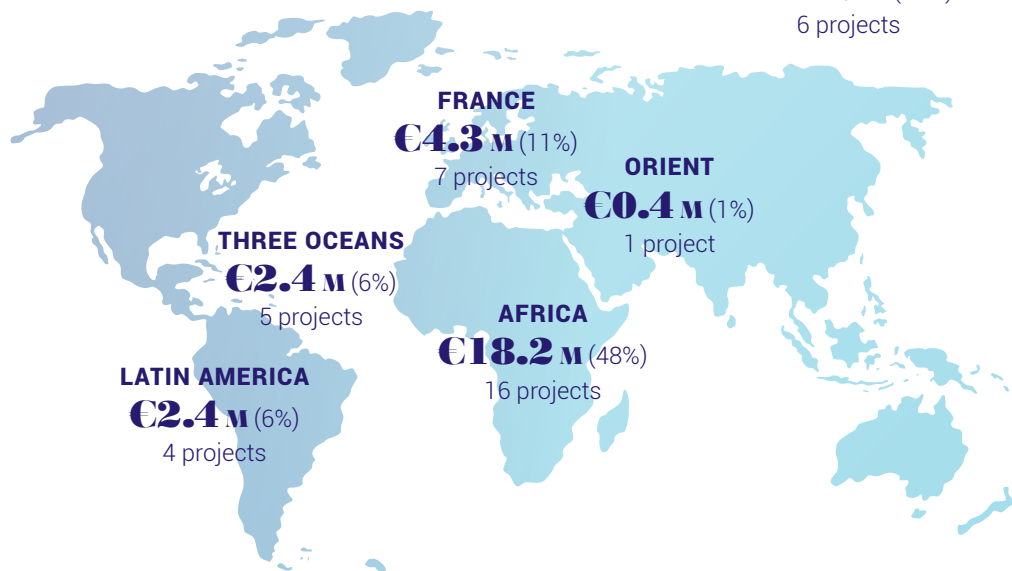 6 projects
FRANCE
€4.3 M (11%)
7 projects
ORIENT
€0.4 M (1%)
1 project
THREE OCEANS
€2.4 M (6%)
5 projects
AFRICA
€18.2 M (48%)
16 projects
LATIN AMERICA
€2.4 M (6%)
4 projects